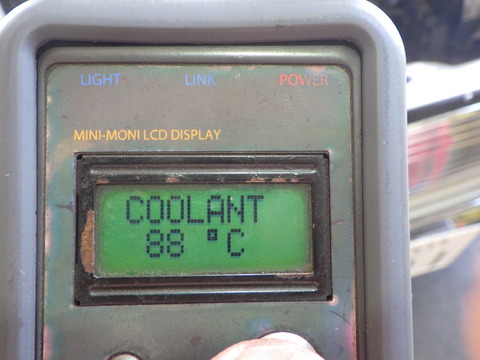 LIGHT LINK POWER
MINI-MONI LCD DISPLAY
COOLANT
88 °C